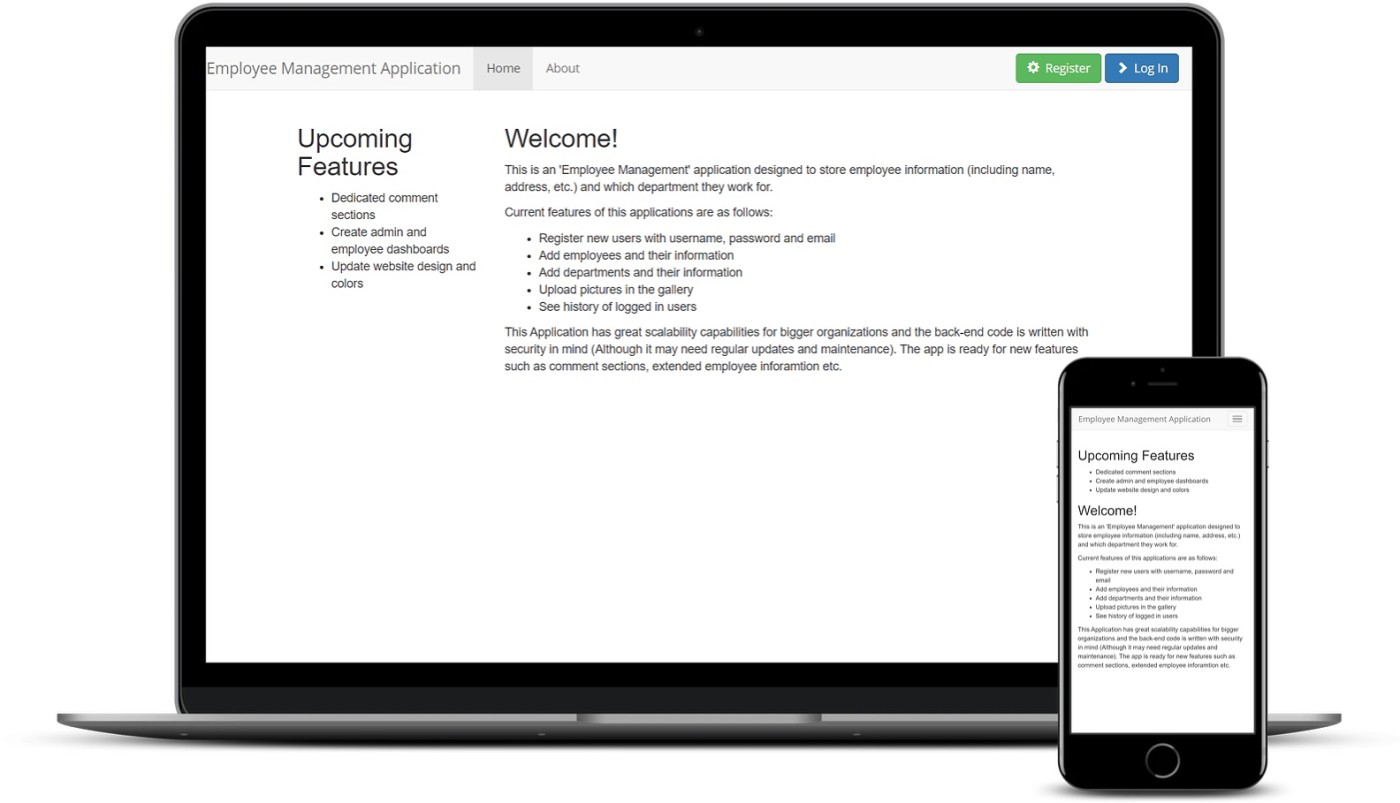 Employee Management Application Home About Register Log In
Upcoming
Features
Dedicated comment
sections
Create admin and
employee dashboards
Update website design and
colors
Welcome!
This is an 'Employee Management' application designed to store employee information (including name,
address, etc.) and which department they work for.
Current features of this applications are as follows:
Register new users with username, password and email
Add employees and their information
Add departments and their information
Upload pictures in the gallery
See history of logged in users
This Application has great scalability capabilities for bigger organizations and the back-end code is written with
security in mind (Although it may need regular updates and maintenance). The app is ready for new features
such as comment sections, extended employee inforamtion etc.
Employee Management Application
Upcoming Features
Dedicated comment sections
Create admin and employee dashboards
Update website design and colors
Welcome!
This is an 'Employee Management' application designed to
store employee information (including name, address, etc.)
and which department they work for.
Current features of this applications are as follows:
Register new users with username, password and
email
Add employees and their information
Add departments and their information
Upload pictures in the gallery
See history of logged in users
This Application has great scalability capabilities for bigger
organizations and the back-end code is written with security
in mind (Although it may need regular updates and
maintenance). The app is ready for new features such as
comment sections, extended employee inforamtion etc.